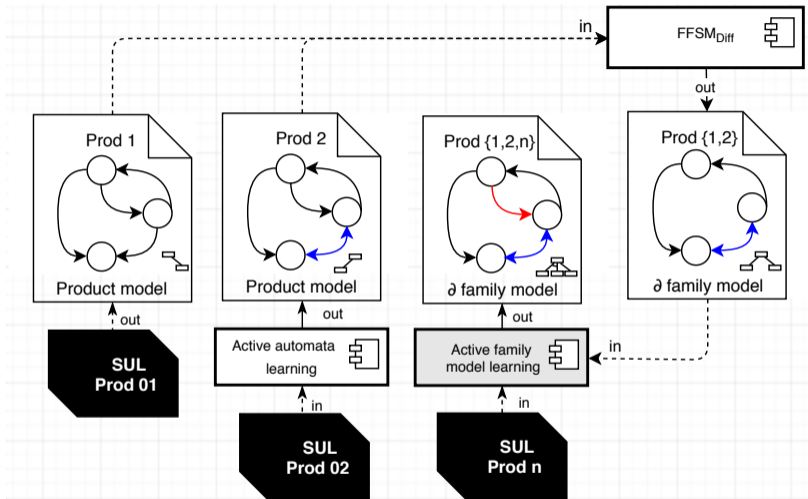 in
FFSMDiff
out
Prod 1
Product model
out
SUL
Prod 01
Prod 2
Product model
out
Active automata
learning
in
SUL
Prod 02
Prod {1,2,n}
∂ family model
out
Active family
model learning
in
SUL
Prod n
Prod {1,2}
∂ family model
in